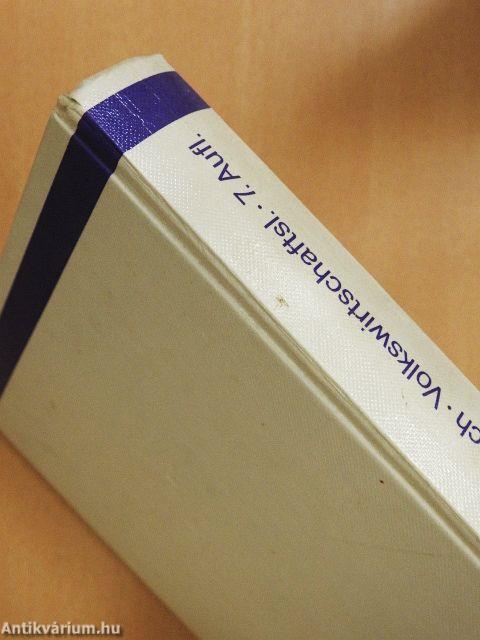 ch · Volkswirtschaftsl. · 7. Aufl.
Antikvárium.hu